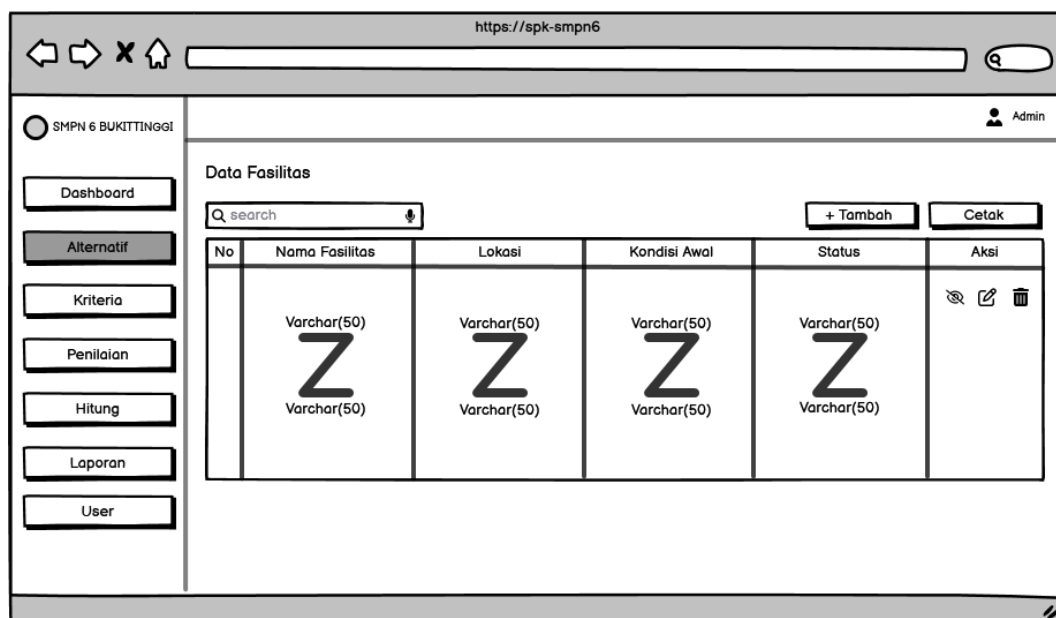 https://spk-smpn6
SMPN 6 BUKITTINGGI
Admin
Dashboard
Alternatif
Kriteria
Penilaian
Hitung
Laporan
User
Data Fasilitas
search
+ Tambah
Cetak
No Nama Fasilitas Lokasi Kondisi Awal Status Aksi
Varchar(50) Varchar(50) Varchar(50) Varchar(50)
Z Z Z Z
Varchar(50) Varchar(50) Varchar(50) Varchar(50)